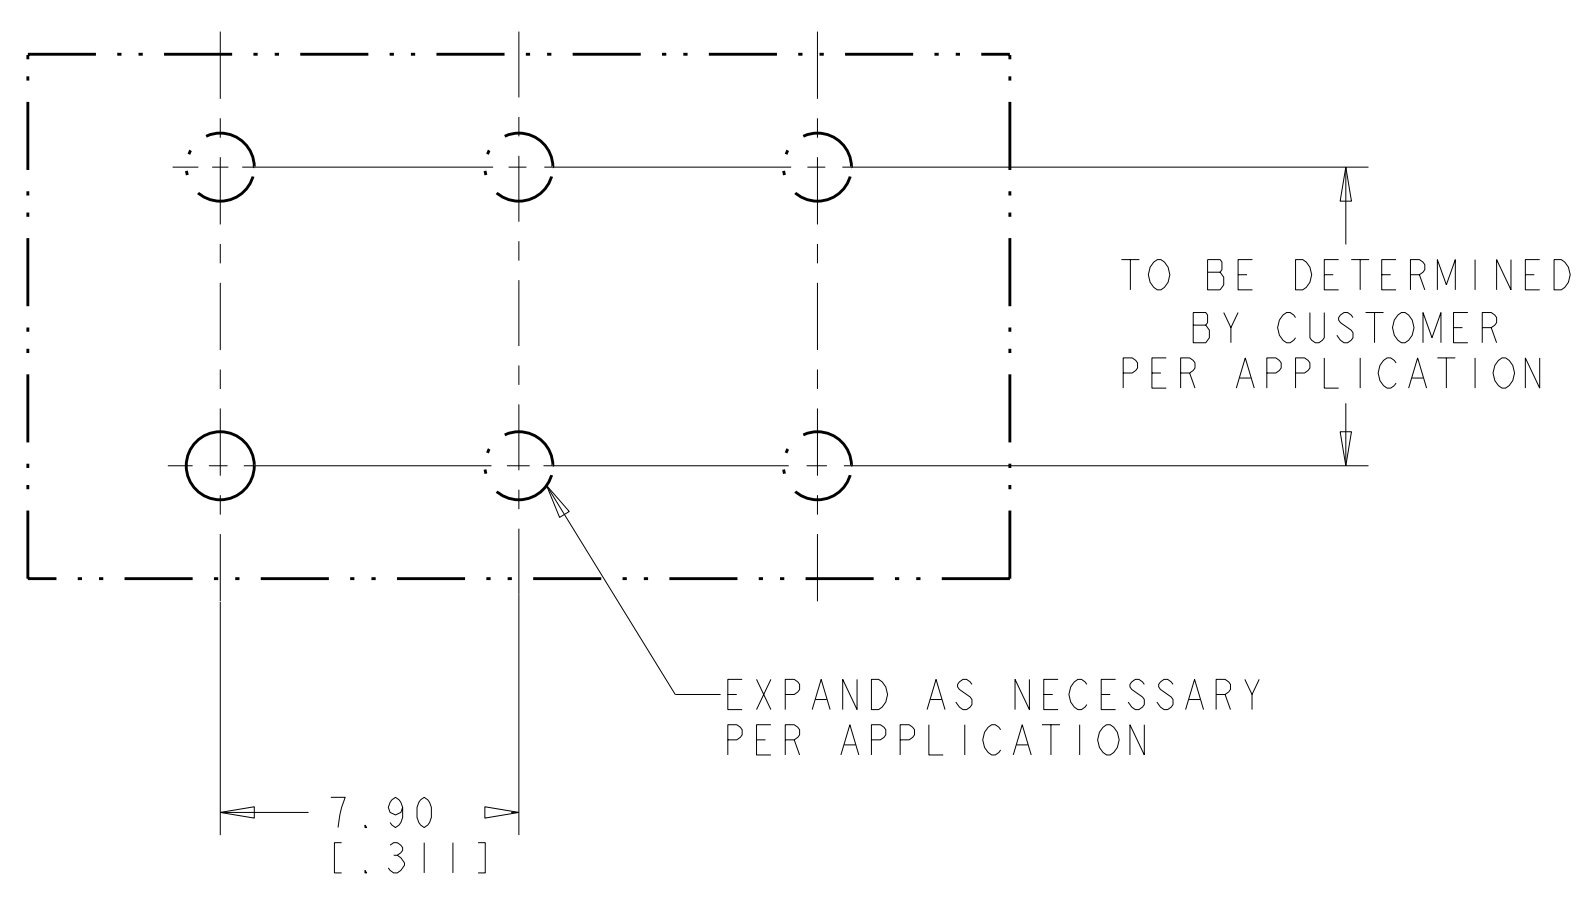 TO BE DETERMINED
BY CUSTOMER
PER APPLICATION
EXPAND AS NECESSARY
PER APPLICATION
7.90
[.311]